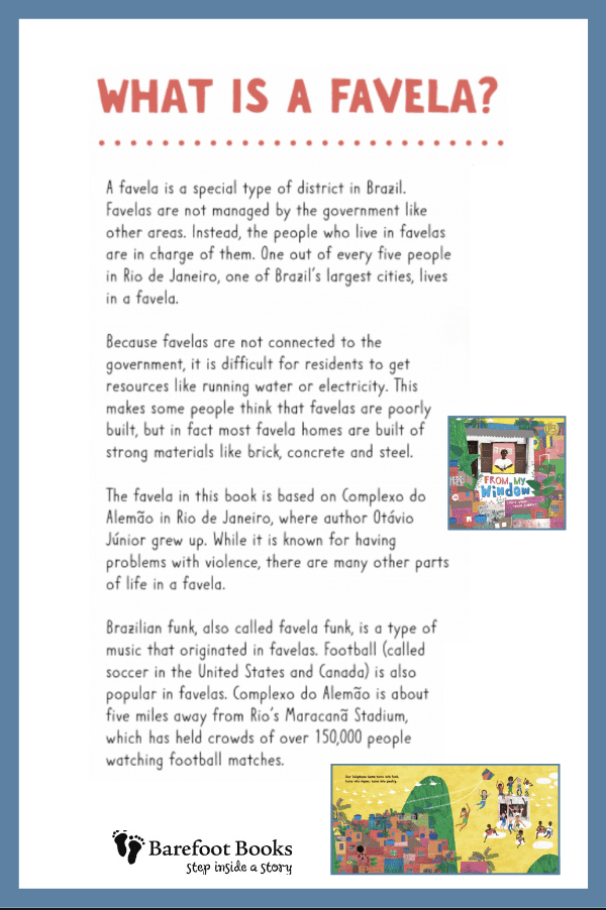 WHAT IS A FAVELA?
A favela is a special type of district in Brazil.
Favelas are not managed by the government like
other areas. Instead, the people who live in favelas
are in charge of them. One out of every five people
in Rio de Janeiro, one of Brazil's largest cities, lives
in a favela.
Because favelas are not connected to the
government, it is difficult for residents to get
resources like running water or electricity. This
makes some people think that favelas are poorly
built, but in fact most favela homes are built of
strong materials like brick, concrete and steel.
FROM MY
Window
The favela in this book is based on Complexo do
Alemão in Rio de Janeiro, where author Otávio
Júnior grew up. While it is known for having
problems with violence, there are many other parts
of life in a favela.
Brazilian funk, also called favela funk, is a type of
music that originated in favelas. Football (called
soccer in the United States and Canada) is also
popular in favelas. Complexo do Alemão is about
five miles away from Rio's Maracanã Stadium,
which has held crowds of over 150,000 people
watching football matches.
Barefoot Books
step inside a story